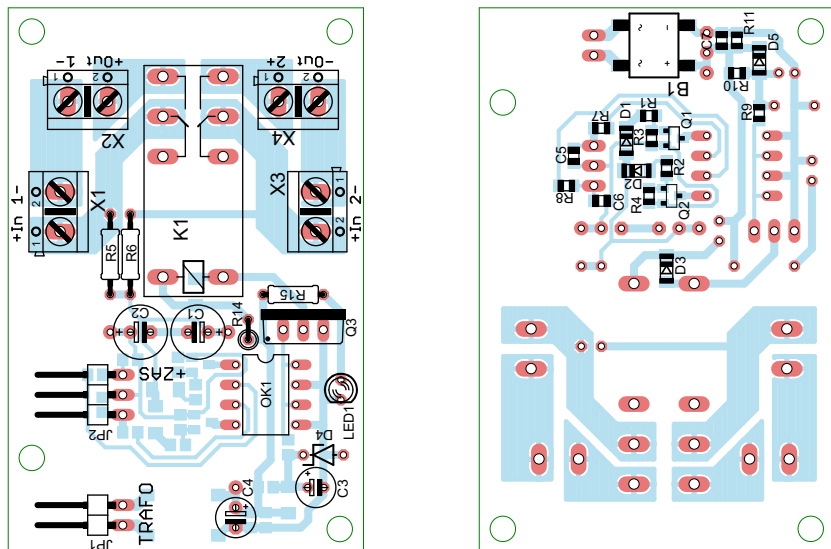 +Out 1-
1 2
X2
-Out 2+
1 2
X4
+In 1-
2
1
X1
K1
X3
+In 2-
1
2
R5
R6
C2
C1
+
+
R14
R15
Q3
+ZAS
JP2
OK1
LED1
D4
+
C3
C4
+
TRAFO
JP1
~ -
~ +
B1
C7
R11
D5
R10
R9
R7
D1
R1
R3
Q1
C5
D2
R2
R8
C6
R4
Q2
D3